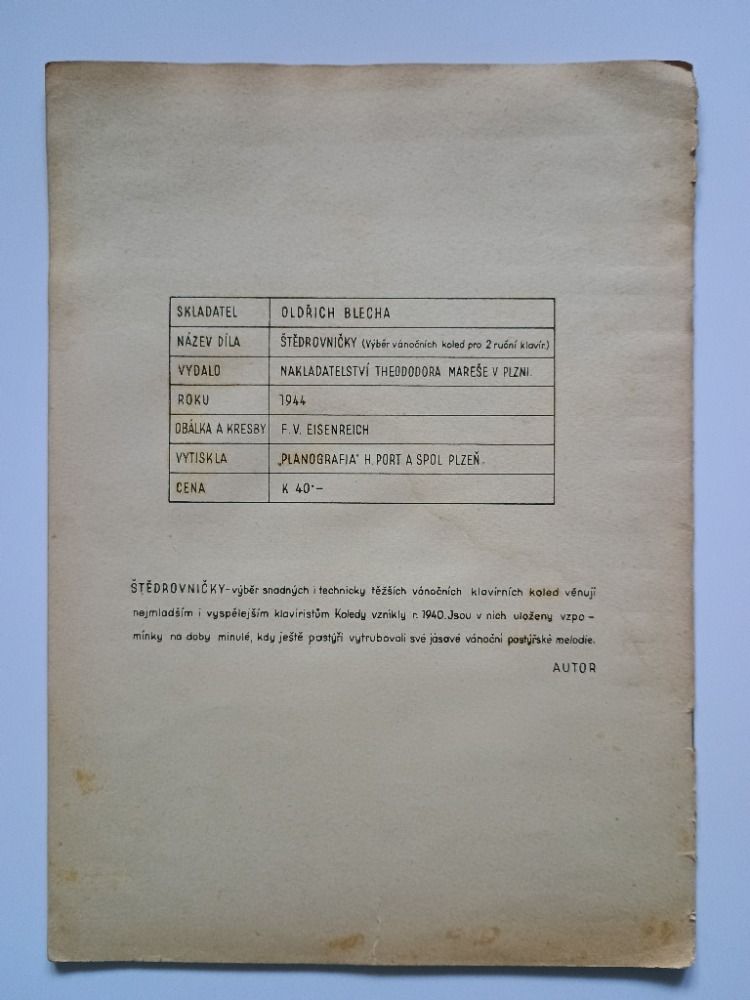 SKLADATEL OLDŘICH BLECHA
NÁZEV DÍLA ŠTĚDROVNIČKY (Výběr vánočních koled pro 2 ruční klavír.)
VYDALO NAKLADATELSTVÍ THEODODORA MAREŠE V PLZNI.
ROKU 1944
OBÁLKA A KRESBY F. V. EISENREICH
VYTISKLA „PLANOGRAFIA" H. PORT A SPOL PLZEŇ.
CENA K 40·–
ŠTĚDROVNIČKY-výběr snadných i technicky těžších vánočních klavírních koled věnuji
nejmladším i vyspělejším klaviristům Koledy vznikly r. 1940. Jsou v nich uloženy vzpo-
mínky na doby minulé, kdy ještě pastýři vytrubovali své jásavé vánoční pastýřské melodie.
AUTOR